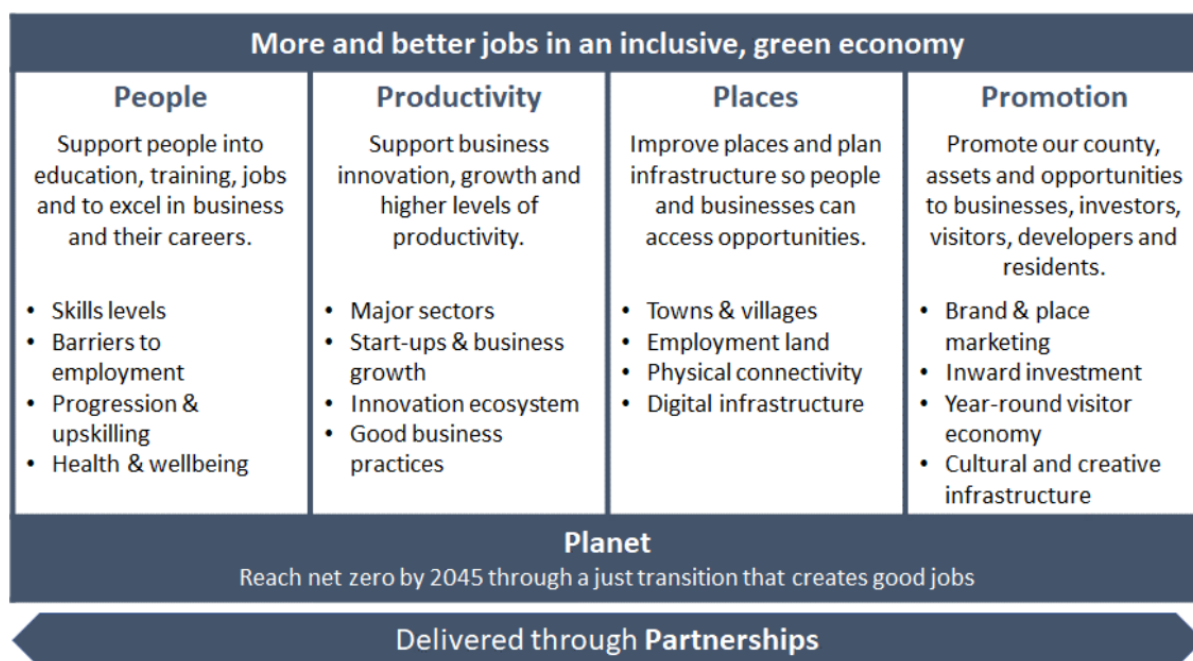 More and better jobs in an inclusive, green economy
People
Support people into
education, training, jobs
and to excel in business
and their careers.
• Skills levels
• Barriers to
employment
• Progression &
upskilling
• Health & wellbeing
Productivity
Support business
innovation, growth and
higher levels of
productivity.
• Major sectors
• Start-ups & business
growth
• Innovation ecosystem
• Good business
practices
Places
Improve places and plan
infrastructure so people
and businesses can
access opportunities.
• Towns & villages
• Employment land
• Physical connectivity
• Digital infrastructure
Promotion
Promote our county,
assets and opportunities
to businesses, investors,
visitors, developers and
residents.
• Brand & place
marketing
• Inward investment
• Year-round visitor
economy
• Cultural and creative
infrastructure
Planet
Reach net zero by 2045 through a just transition that creates good jobs
Delivered through Partnerships